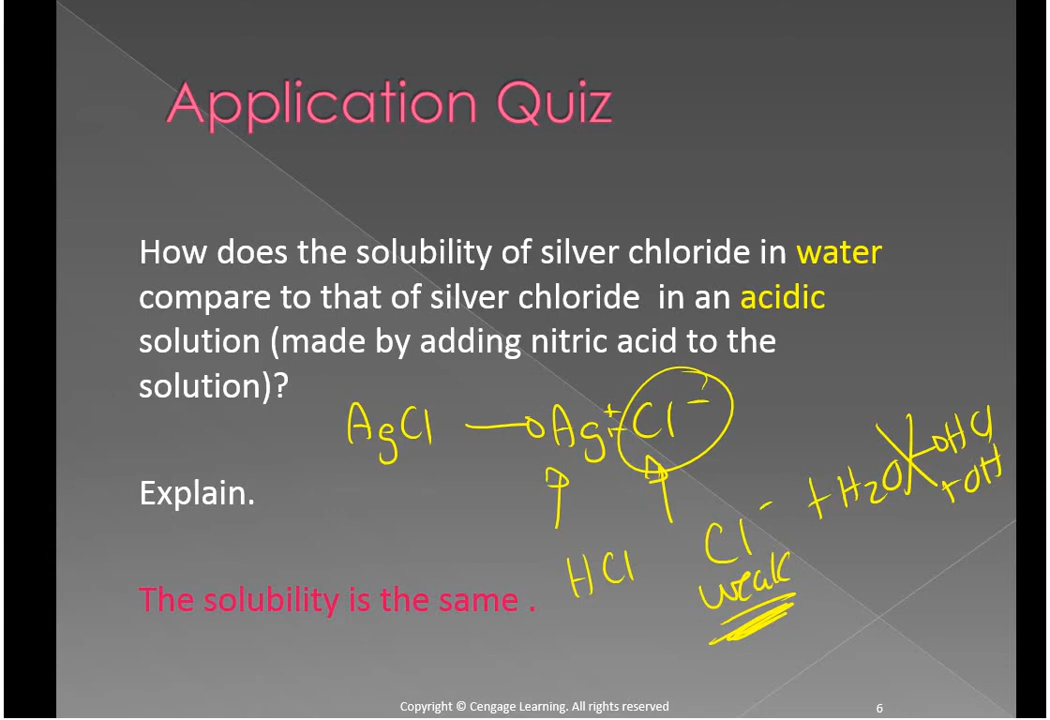 Application Quiz
How does the solubility of silver chloride in water
compare to that of silver chloride in an acidic
solution (made by adding nitric acid to the
solution)?
AgCl → Ag+ + Cl-
Explain.
Cl- + H2O HCl
+ OH
HCl
weak
The solubility is the same .
Copyright © Cengage Learning. All rights reserved
6